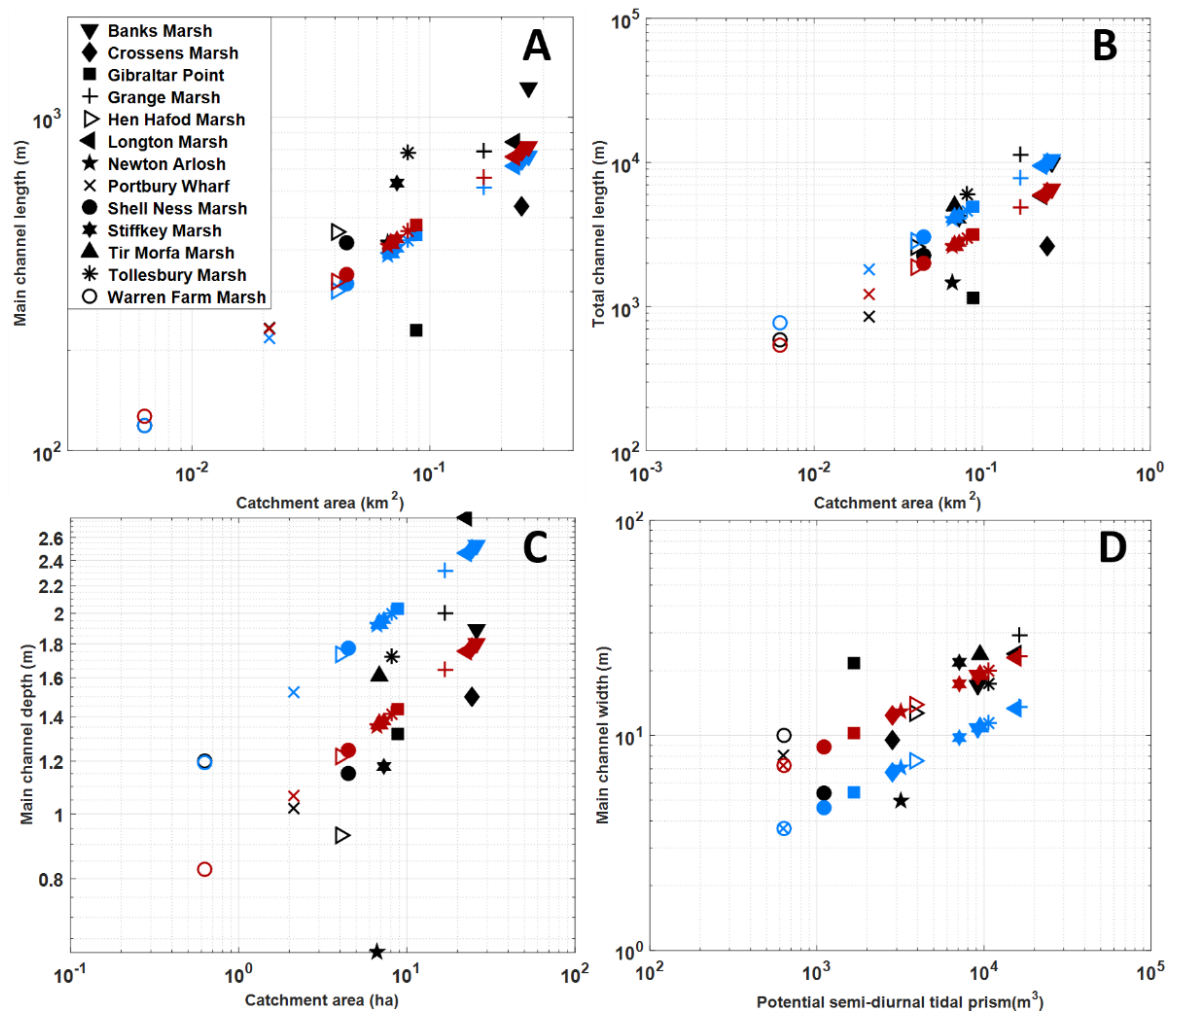 A
Banks Marsh
Crossens Marsh
Gibraltar Point
Grange Marsh
Hen Hafod Marsh
Longton Marsh
Newton Arlosh
Portbury Wharf
Shell Ness Marsh
Stiffkey Marsh
Tir Morfa Marsh
Tollesbury Marsh
Warren Farm Marsh
Main channel length (m)
10^3
10^2
10^-2
10^-1
Catchment area (km^2)
B
Total channel length (m)
10^5
10^4
10^3
10^2
10^-3
10^-2
10^-1
10^0
Catchment area (km^2)
C
Main channel depth (m)
2.6
2.4
2.2
2
1.8
1.6
1.4
1.2
1
0.8
10^-1
10^0
10^1
10^2
Catchment area (ha)
D
Main channel width (m)
10^2
10^1
10^0
10^2
10^3
10^4
10^5
Potential semi-diurnal tidal prism(m^3)